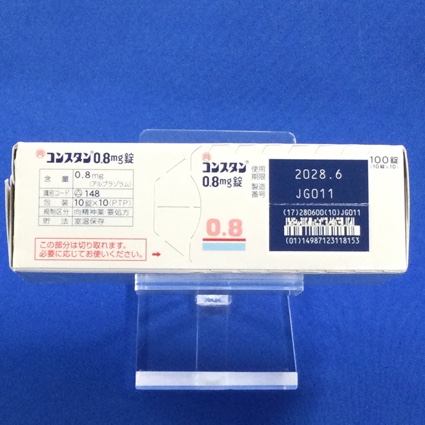 コンスタン 0.8mg錠
含量 0.8mg
(アルプラゾラム)
識別コード 148
包装 10錠×10(PTP)
規制区分 向精神薬 要処方
貯法 室温保存
この部分は切り取れます。
必要に応じてお使いください。
コンスタン
0.8mg錠
0.8
使用
期限
製造
番号
2028.6
JG011
(17)280600(10)JG011
(01)14987123118153
100錠
(10錠×10)